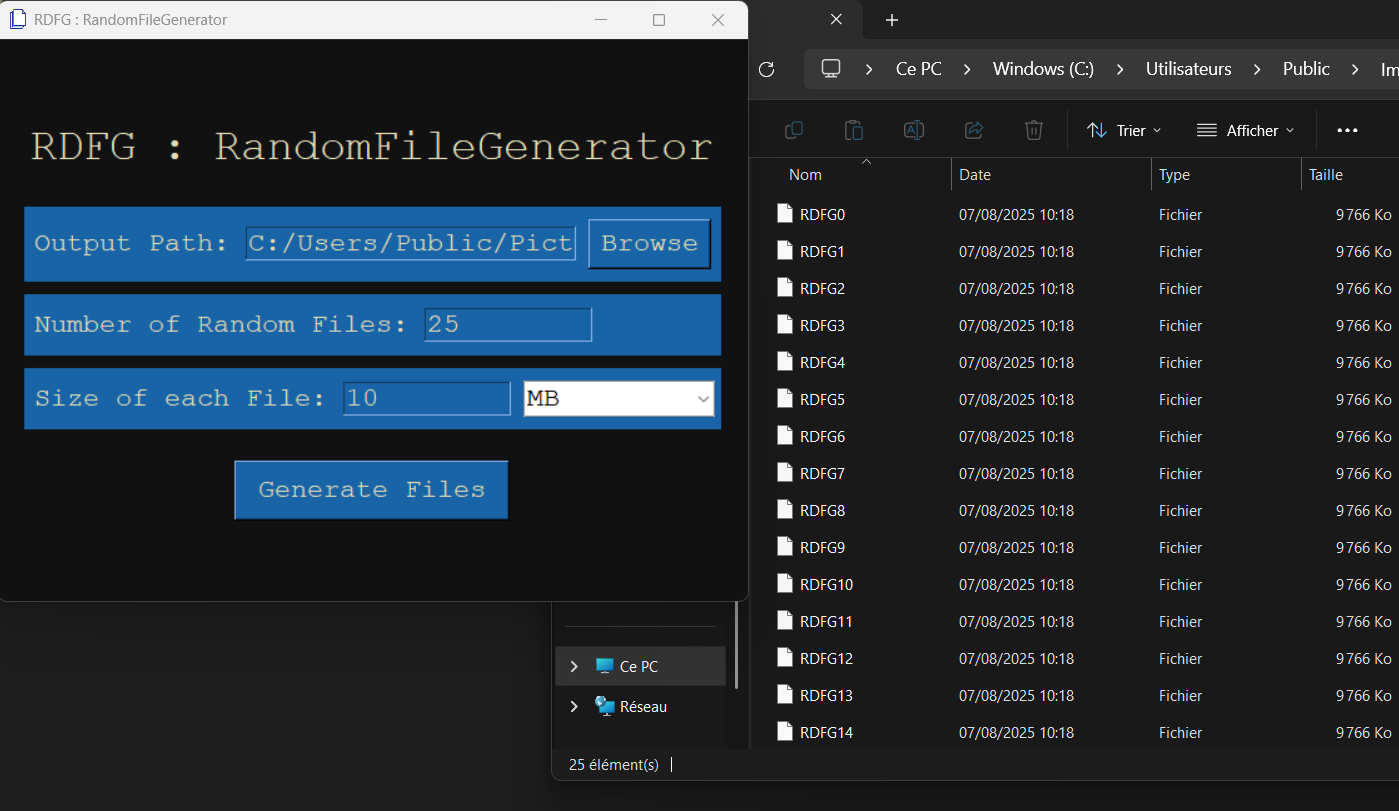 RDFG : RandomFileGenerator
RDFG : RandomFileGenerator
Output Path: C:/Users/Public/Pict Browse
Number of Random Files: 25
Size of each File: 10 MB
Generate Files
Ce PC Windows (C:) Utilisateurs Public Im
Trier Afficher
Nom Date Type Taille
RDFG0 07/08/2025 10:18 Fichier 9 766 Ko
RDFG1 07/08/2025 10:18 Fichier 9 766 Ko
RDFG2 07/08/2025 10:18 Fichier 9 766 Ko
RDFG3 07/08/2025 10:18 Fichier 9 766 Ko
RDFG4 07/08/2025 10:18 Fichier 9 766 Ko
RDFG5 07/08/2025 10:18 Fichier 9 766 Ko
RDFG6 07/08/2025 10:18 Fichier 9 766 Ko
RDFG7 07/08/2025 10:18 Fichier 9 766 Ko
RDFG8 07/08/2025 10:18 Fichier 9 766 Ko
RDFG9 07/08/2025 10:18 Fichier 9 766 Ko
RDFG10 07/08/2025 10:18 Fichier 9 766 Ko
RDFG11 07/08/2025 10:18 Fichier 9 766 Ko
RDFG12 07/08/2025 10:18 Fichier 9 766 Ko
RDFG13 07/08/2025 10:18 Fichier 9 766 Ko
RDFG14 07/08/2025 10:18 Fichier 9 766 Ko
Ce PC
Réseau
25 élément(s)